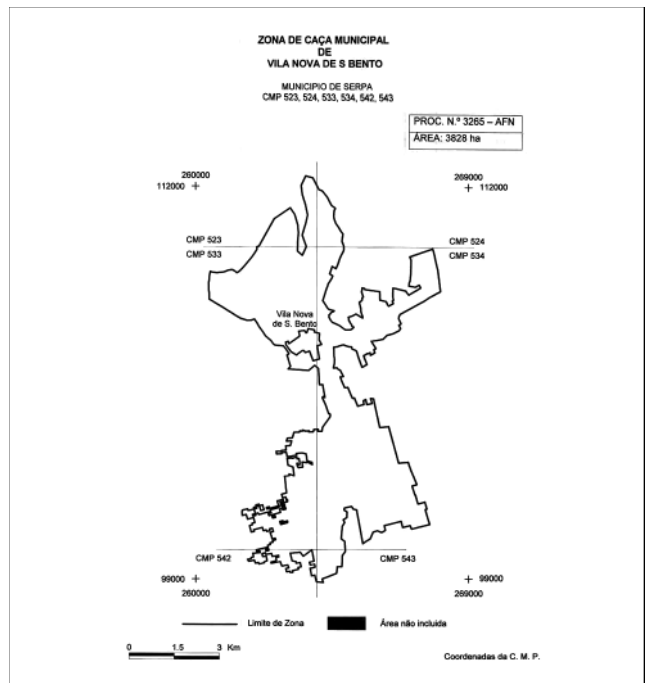 ZONA DE CAÇA MUNICIPAL
DE
VILA NOVA DE S BENTO
MUNICIPIO DE SERPA
CMP 523, 524, 533, 534, 542, 543
PROC. N.º 3265 – AFN
ÁREA: 3828 ha
260000
112000
269000
112000
CMP 523
CMP 524
CMP 533
CMP 534
Vila Nova
de S. Bento
CMP 542
CMP 543
99000
260000
99000
269000
Limite de Zona
Área não incluida
0 1.5 3 Km
Coordenadas da C. M. P.